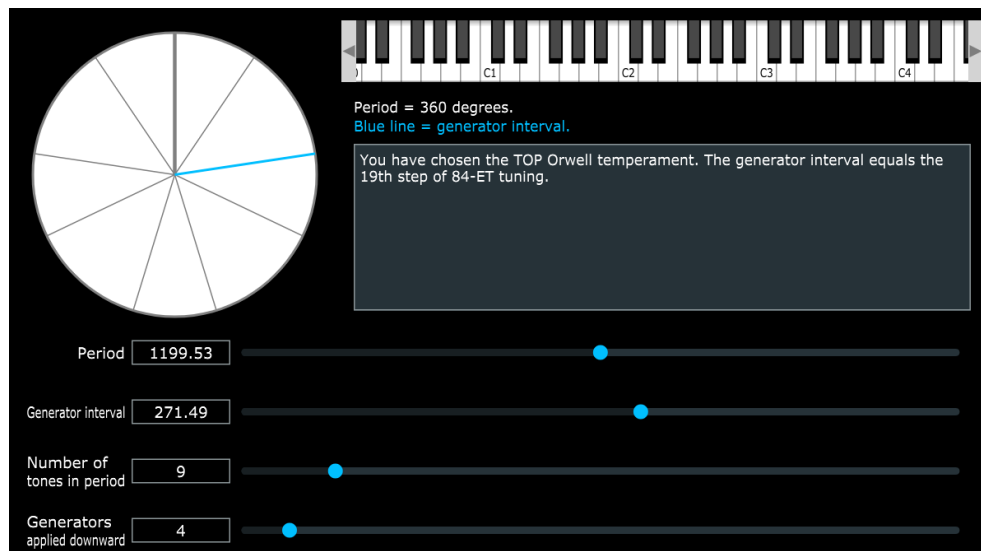 C1 C2 C3 C4
Period = 360 degrees.
Blue line = generator interval.
You have chosen the TOP Orwell temperament. The generator interval equals the
19th step of 84-ET tuning.
Period 1199.53
Generator interval 271.49
Number of
tones in period 9
Generators
applied downward 4